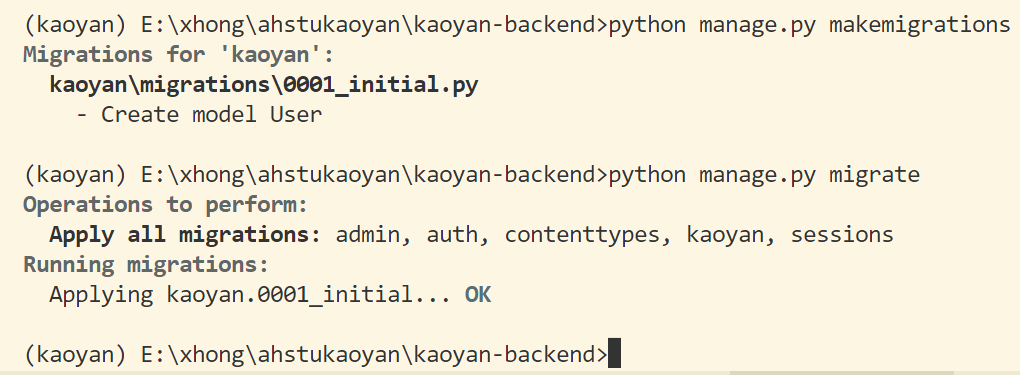 (kaoyan) E:\xhong\ahstukaoyan\kaoyan-backend>python manage.py makemigrations
Migrations for 'kaoyan':
  kaoyan\migrations\0001_initial.py
    - Create model User
(kaoyan) E:\xhong\ahstukaoyan\kaoyan-backend>python manage.py migrate
Operations to perform:
  Apply all migrations: admin, auth, contenttypes, kaoyan, sessions
Running migrations:
  Applying kaoyan.0001_initial... OK
(kaoyan) E:\xhong\ahstukaoyan\kaoyan-backend>